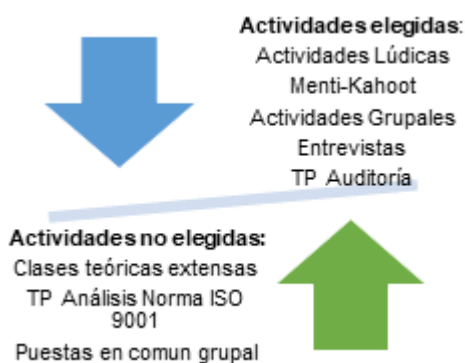 Actividades elegidas:
Actividades Lúdicas
Menti-Kahoot
Actividades Grupales
Entrevistas
TP Auditoría
Actividades no elegidas:
Clases teóricas extensas
TP Análisis Norma ISO
9001
Puestas en comun grupal